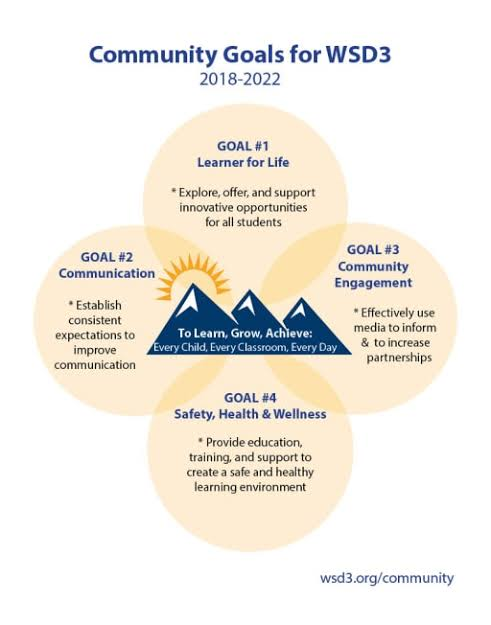 Community Goals for WSD3
2018-2022
GOAL #1
Learner for Life
* Explore, offer, and support
innovative opportunities
for all students
GOAL #2
Communication
* Establish
consistent
expectations to
improve
communication
GOAL #3
Community
Engagement
* Effectively use
media to inform
& to increase
partnerships
To Learn, Grow, Achieve:
Every Child, Every Classroom, Every Day
GOAL #4
Safety, Health & Wellness
* Provide education,
training, and support to
create a safe and healthy
learning environment
wsd3.org/community